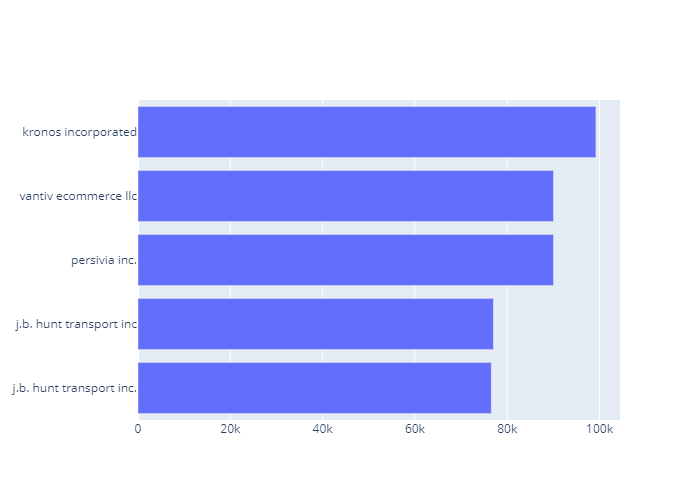 kronos incorporated
vantiv ecommerce llc
persivia inc.
j.b. hunt transport inc
j.b. hunt transport inc.
0 20k 40k 60k 80k 100k